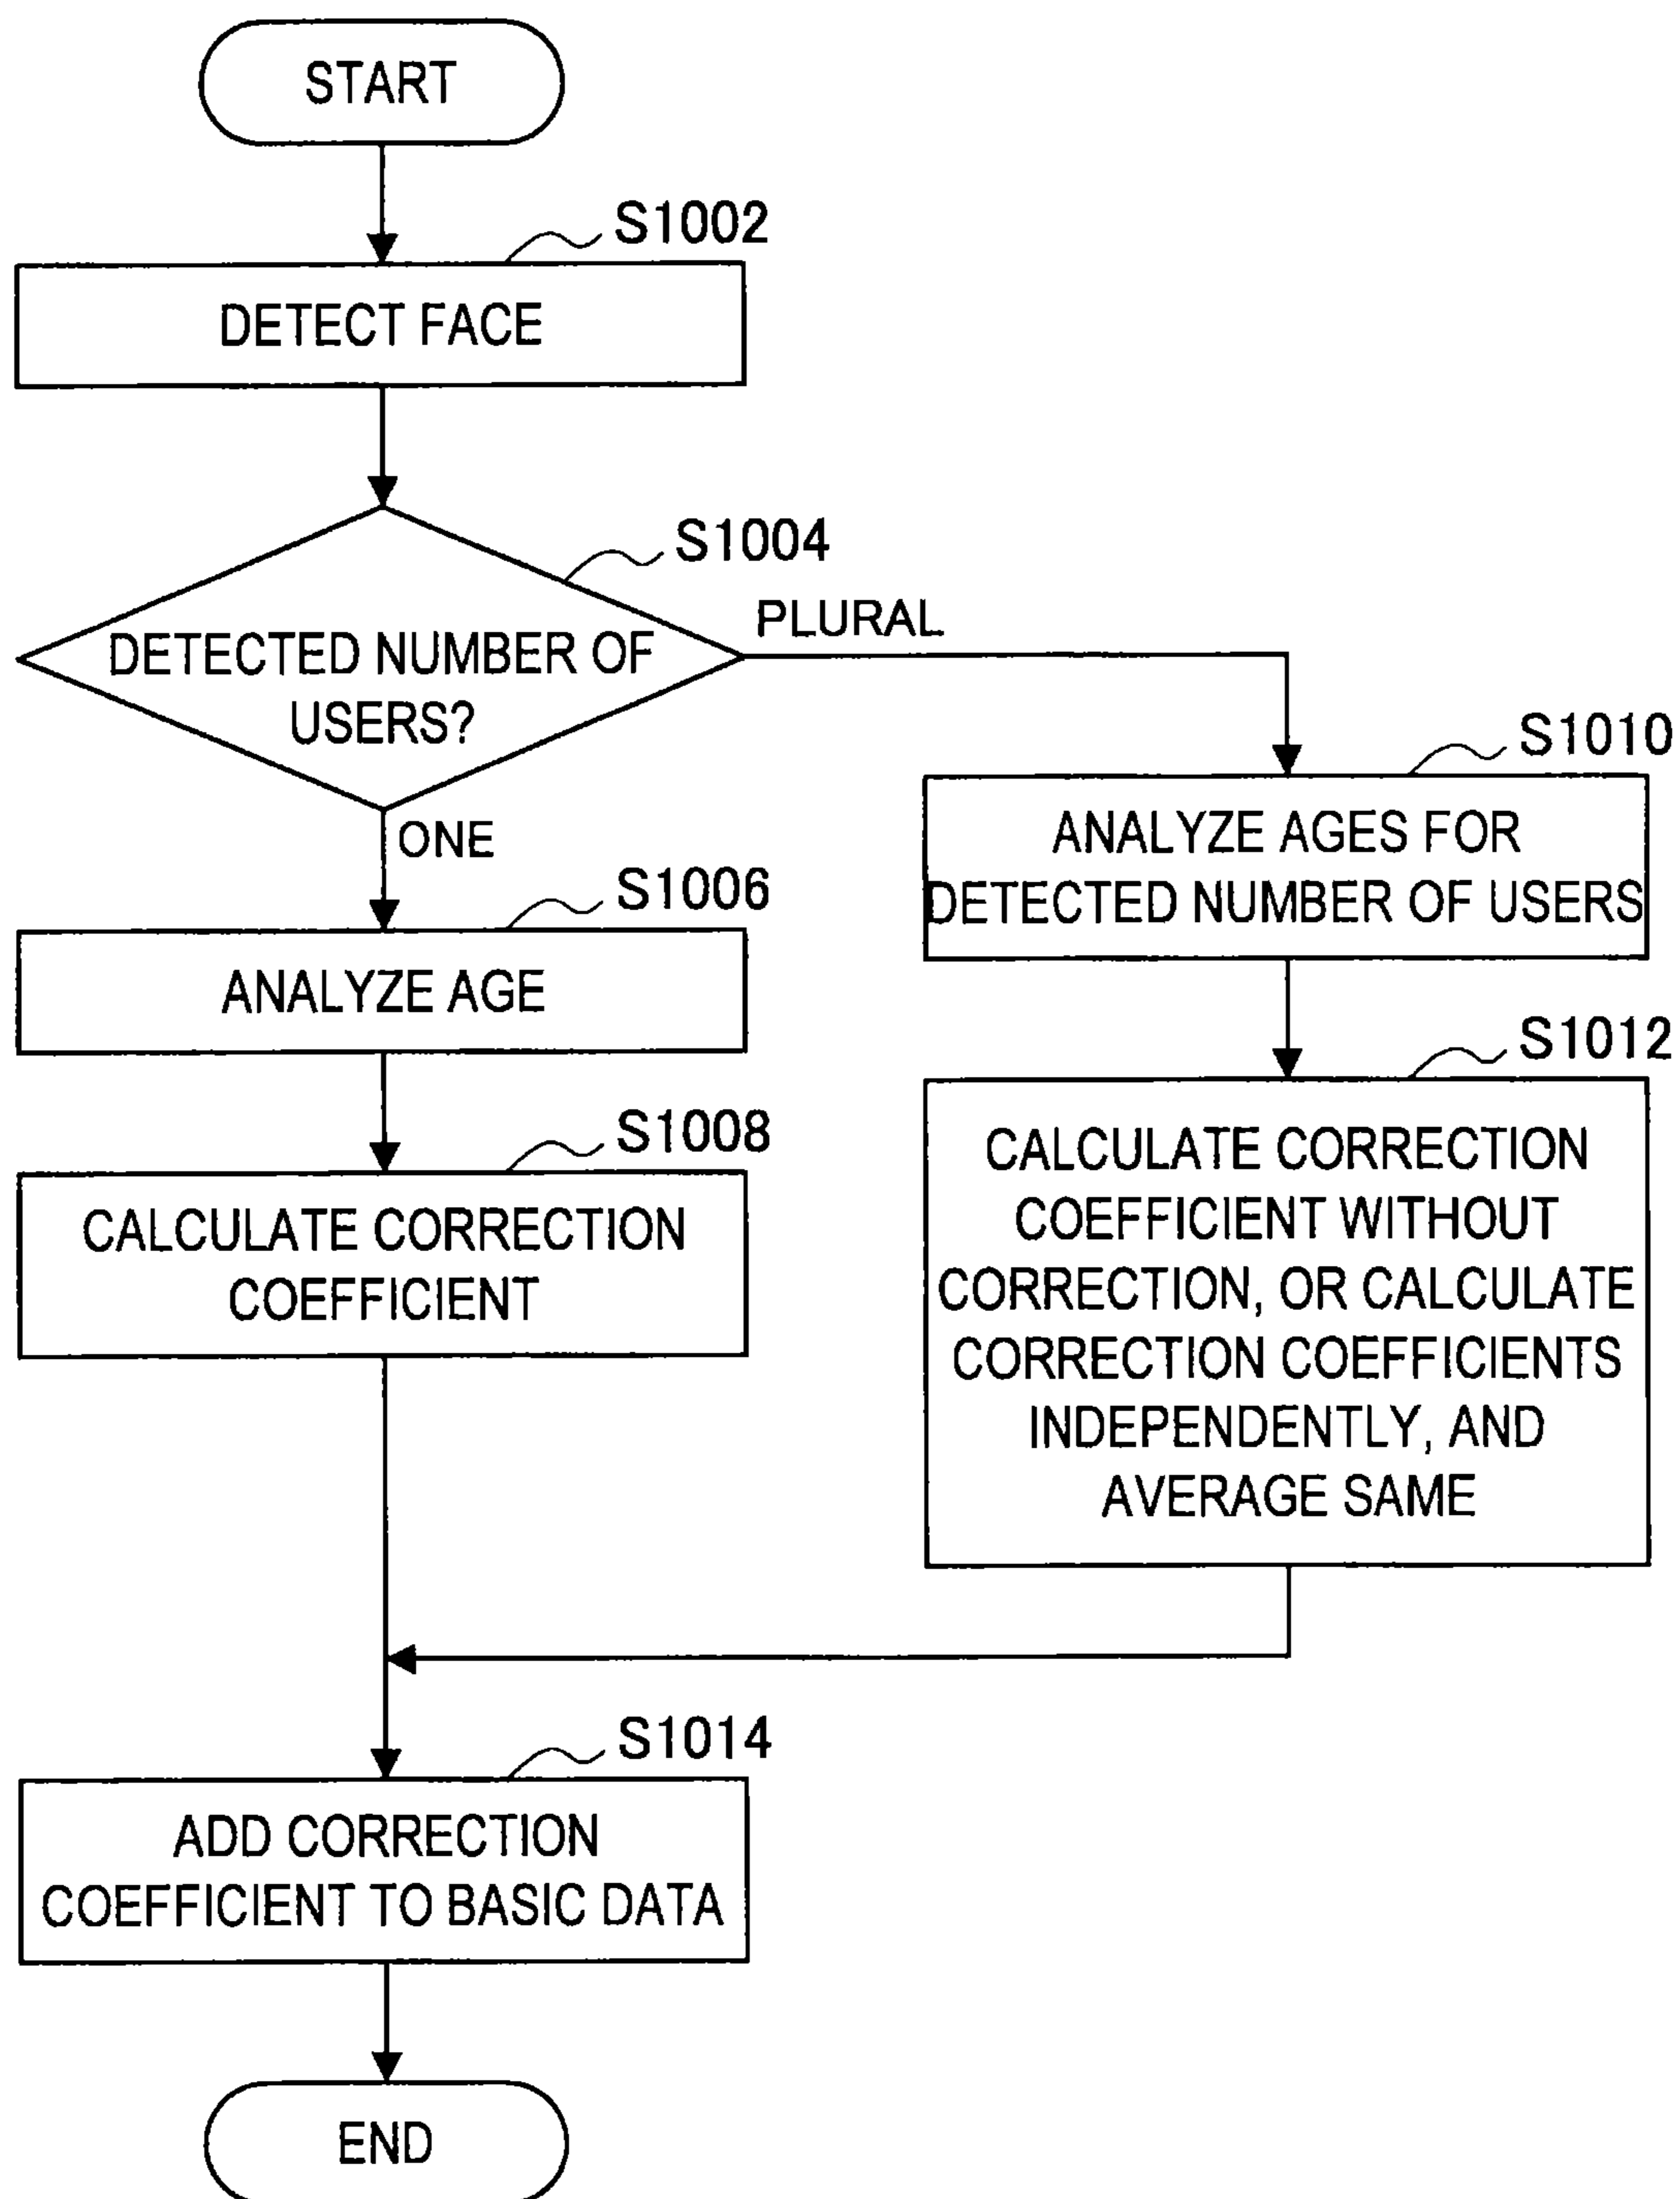 START
S1002
DETECT FACE
S1004
DETECTED NUMBER OF
USERS?
PLURAL
ONE
S1006
ANALYZE AGE
S1008
CALCULATE CORRECTION
COEFFICIENT
S1010
ANALYZE AGES FOR
DETECTED NUMBER OF USERS
S1012
CALCULATE CORRECTION
COEFFICIENT WITHOUT
CORRECTION, OR CALCULATE
CORRECTION COEFFICIENTS
INDEPENDENTLY, AND
AVERAGE SAME
S1014
ADD CORRECTION
COEFFICIENT TO BASIC DATA
END